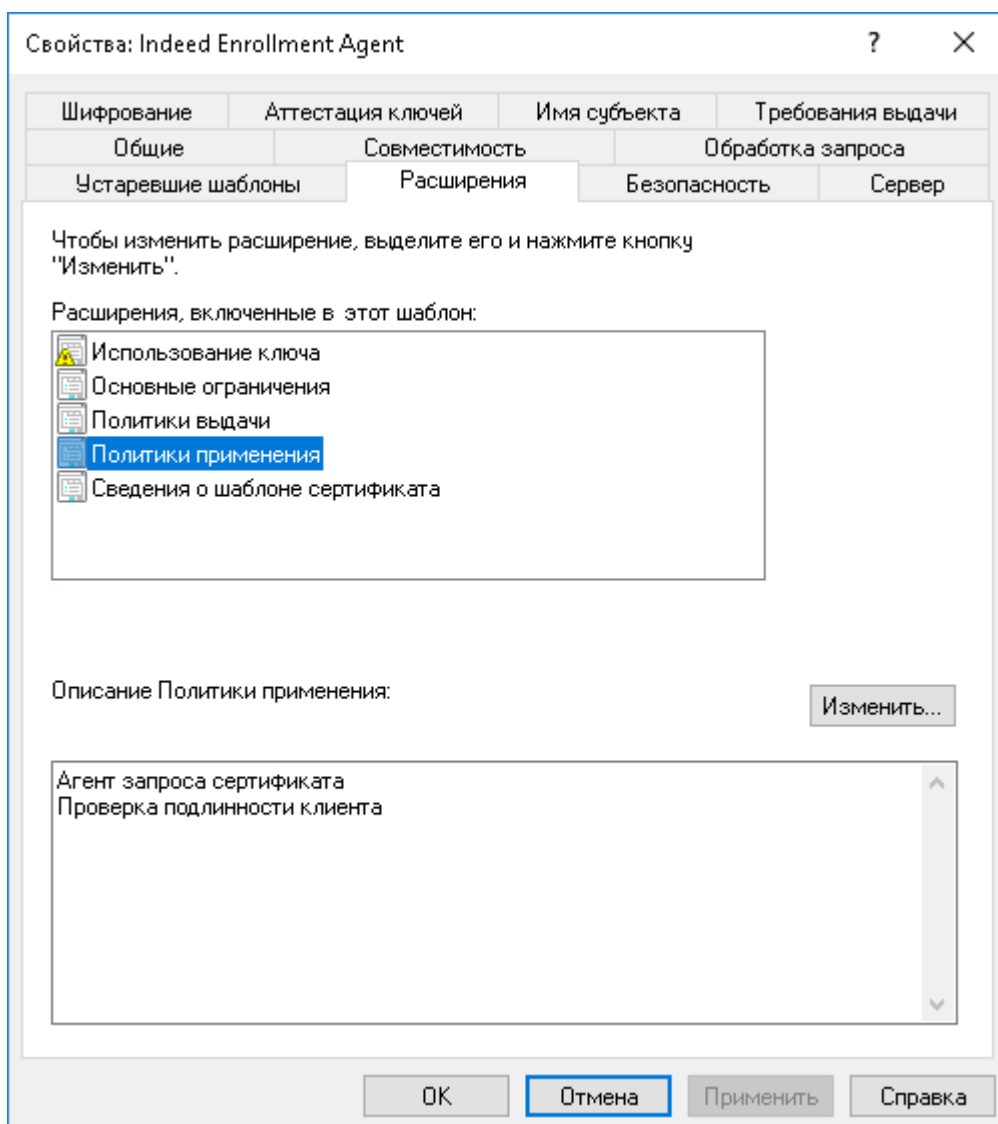 Свойства: Indeed Enrollment Agent
?
Шифрование
Аттестация ключей
Имя субъекта
Требования выдачи
Общие
Совместимость
Обработка запроса
Устаревшие шаблоны
Расширения
Безопасность
Сервер
Чтобы изменить расширение, выделите его и нажмите кнопку
"Изменить".
Расширения, включенные в этот шаблон:
Использование ключа
Основные ограничения
Политики выдачи
Политики применения
Сведения о шаблоне сертификата
Описание Политики применения:
Изменить...
Агент запроса сертификата
Проверка подлинности клиента
OK
Отмена
Применить
Справка